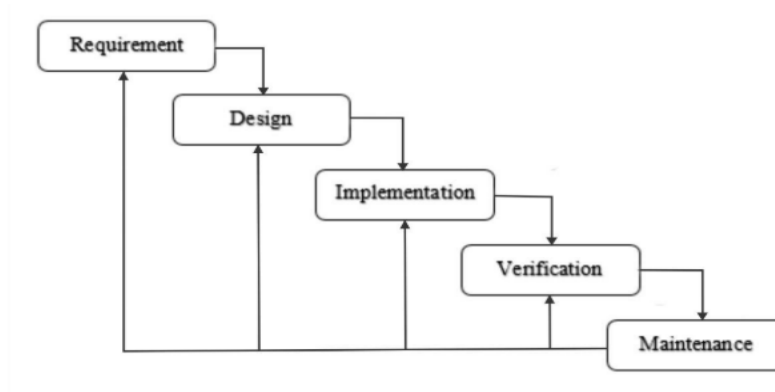 Requirement
Design
Implementation
Verification
Maintenance